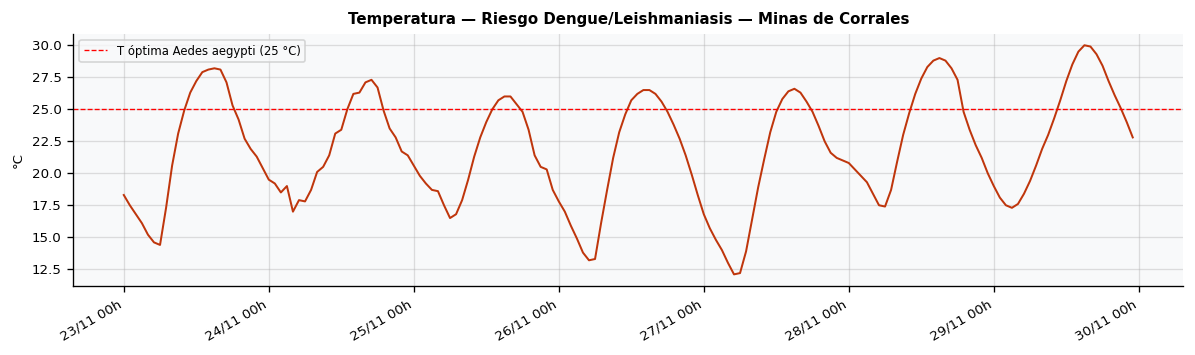 Temperatura — Riesgo Dengue/Leishmaniasis — Minas de Corrales
T óptima Aedes aegypti (25 °C)
°C
30.0
27.5
25.0
22.5
20.0
17.5
15.0
12.5
23/11 00h
24/11 00h
25/11 00h
26/11 00h
27/11 00h
28/11 00h
29/11 00h
30/11 00h